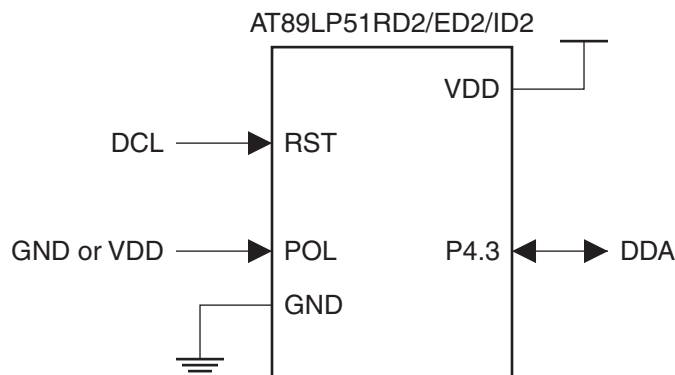 AT89LP51RD2/ED2/ID2
VDD
DCL
RST
GND or VDD
POL
P4.3
DDA
GND